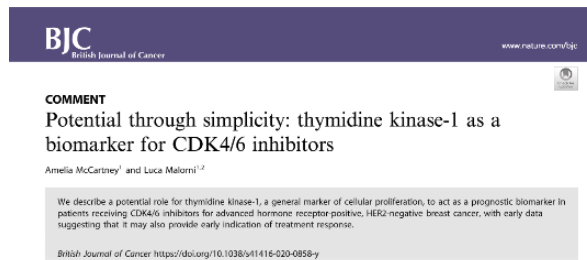 BJC
British Journal of Cancer
www.nature.com/bjc
COMMENT
Potential through simplicity: thymidine kinase-1 as a
biomarker for CDK4/6 inhibitors
Amelia McCartney¹ and Luca Malorni¹,²
We describe a potential role for thymidine kinase-1, a general marker of cellular proliferation, to act as a prognostic biomarker in
patients receiving CDK4/6 inhibitors for advanced hormone receptor-positive, HER2-negative breast cancer, with early data
suggesting that it may also provide early indication of treatment response.
British Journal of Cancer https://doi.org/10.1038/s41416-020-0858-y